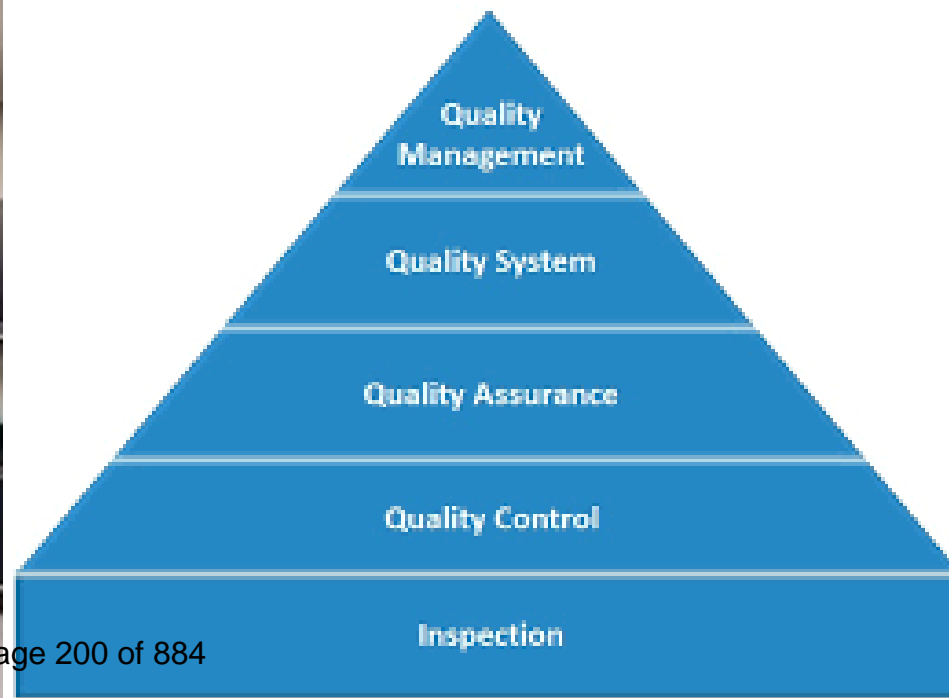 Quality
Management
Quality System
Quality Assurance
Quality Control
Inspection
age 200 of 884